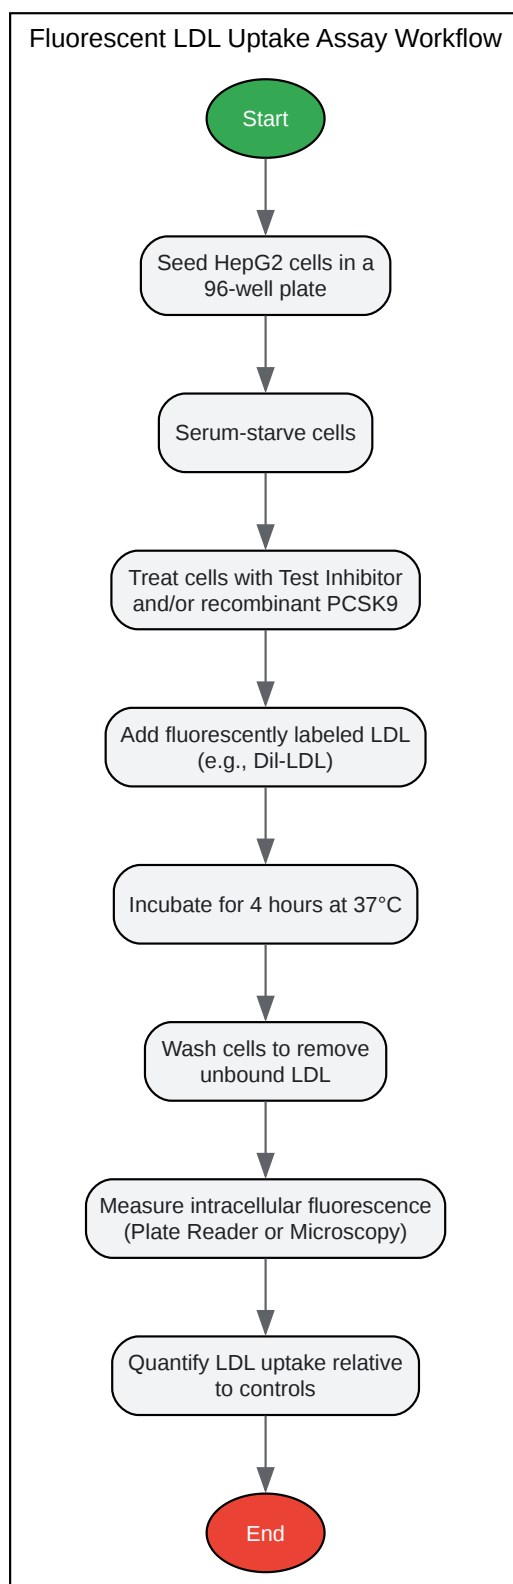 Fluorescent LDL Uptake Assay Workflow
Start
Seed HepG2 cells in a
96-well plate
Serum-starve cells
Treat cells with Test Inhibitor
and/or recombinant PCSK9
Add fluorescently labeled LDL
(e.g., Dil-LDL)
Incubate for 4 hours at 37°C
Wash cells to remove
unbound LDL
Measure intracellular fluorescence
(Plate Reader or Microscopy)
Quantify LDL uptake relative
to controls
End